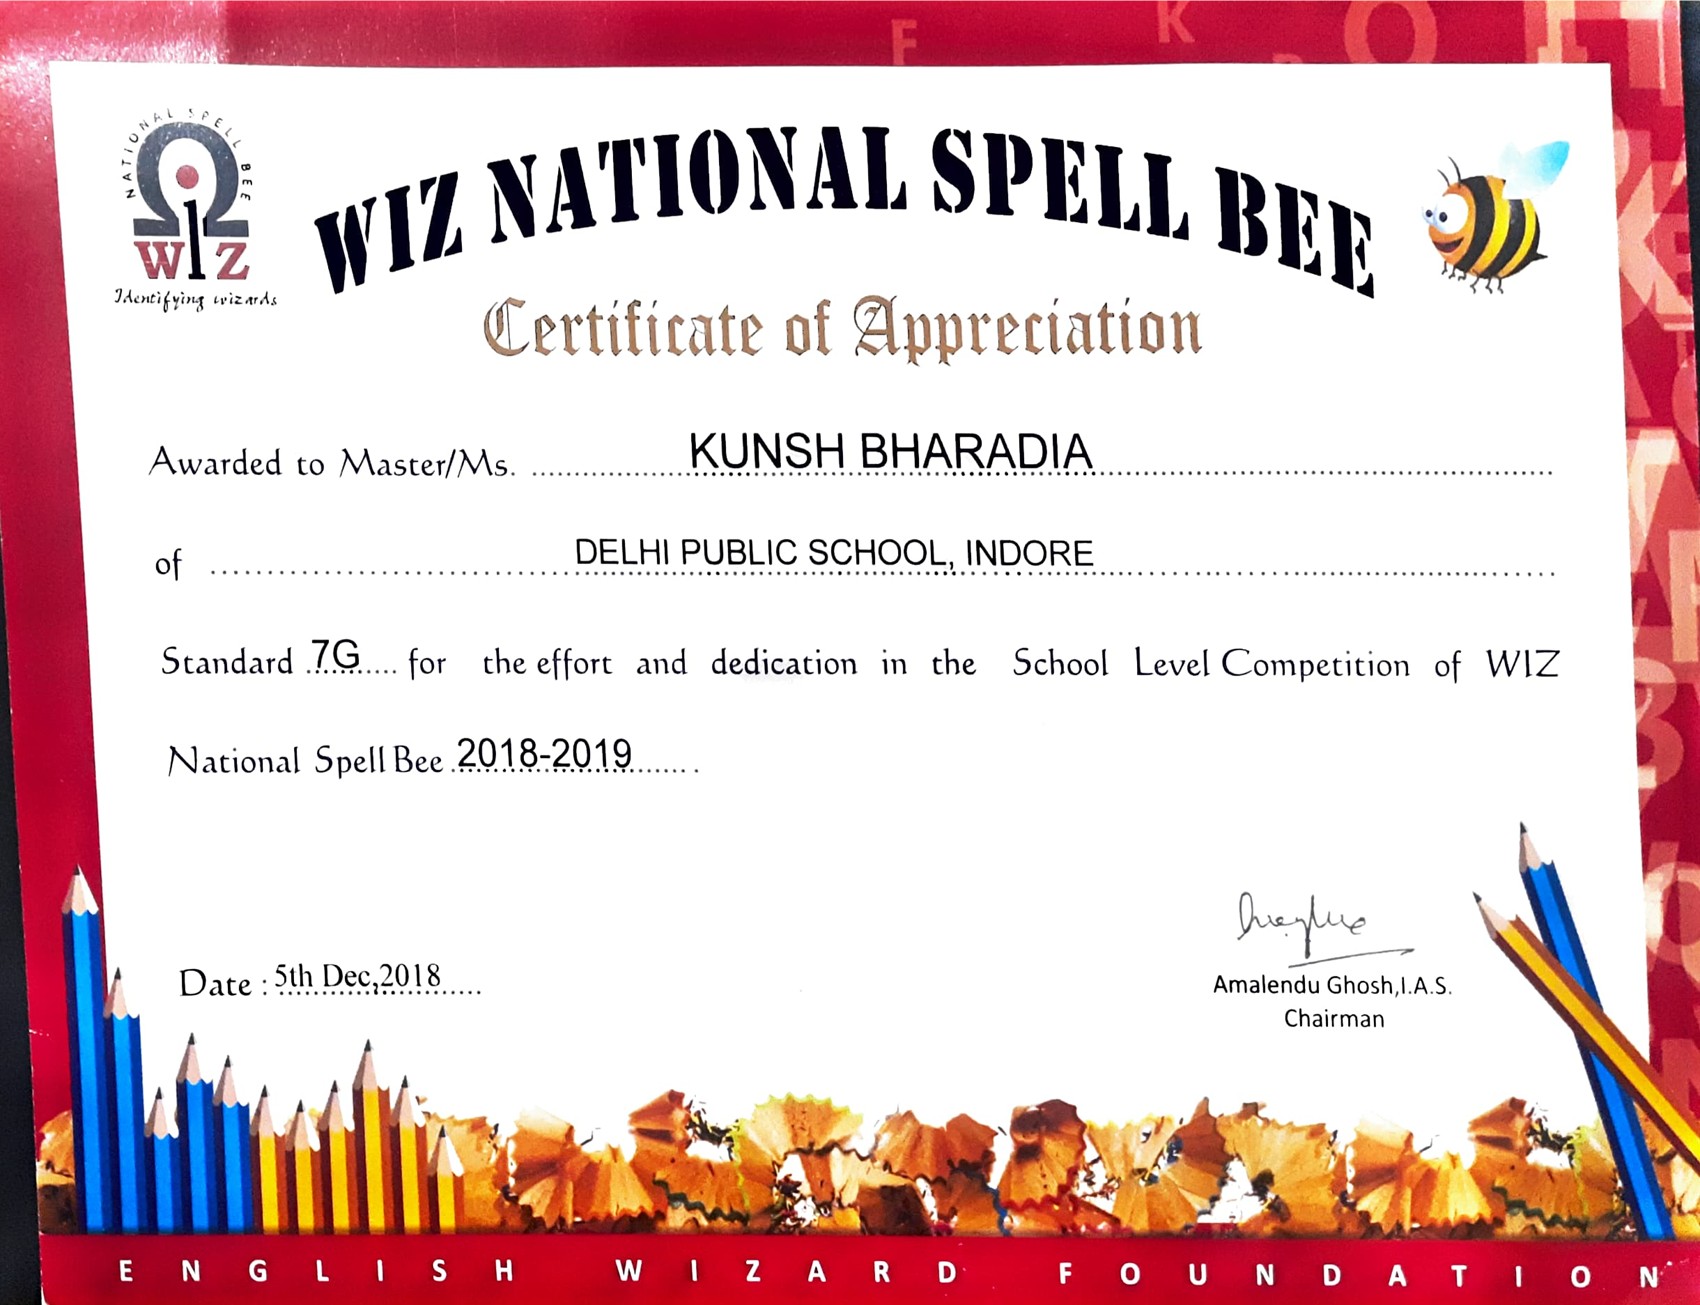 NATIONAL SPELL BEE
WIZ
Identifying wizards
WIZ NATIONAL SPELL BEE
Certificate of Appreciation
Awarded to Master/Ms. KUNSH BHARADIA
of DELHI PUBLIC SCHOOL, INDORE
Standard 7G for the effort and dedication in the School Level Competition of WIZ
National Spell Bee 2018-2019
Date : 5th Dec,2018
Amalendu Ghosh,I.A.S.
Chairman
ENGLISH WIZARD FOUNDATION